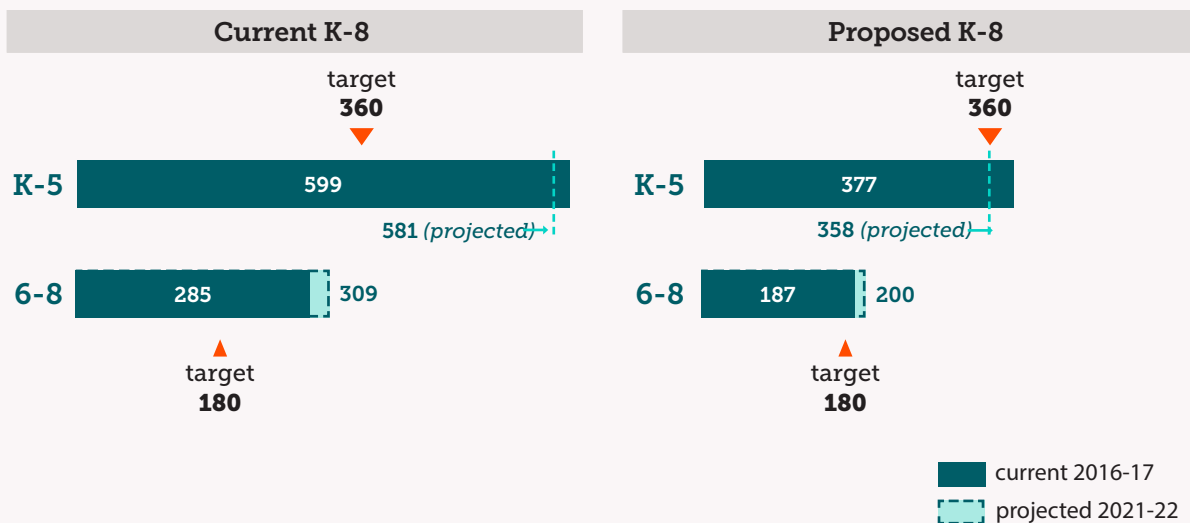 Current K-8
target
360
K-5
599
581 (projected)
6-8
285
309
target
180
Proposed K-8
target
360
K-5
377
358 (projected)
6-8
187
200
target
180
current 2016-17
projected 2021-22